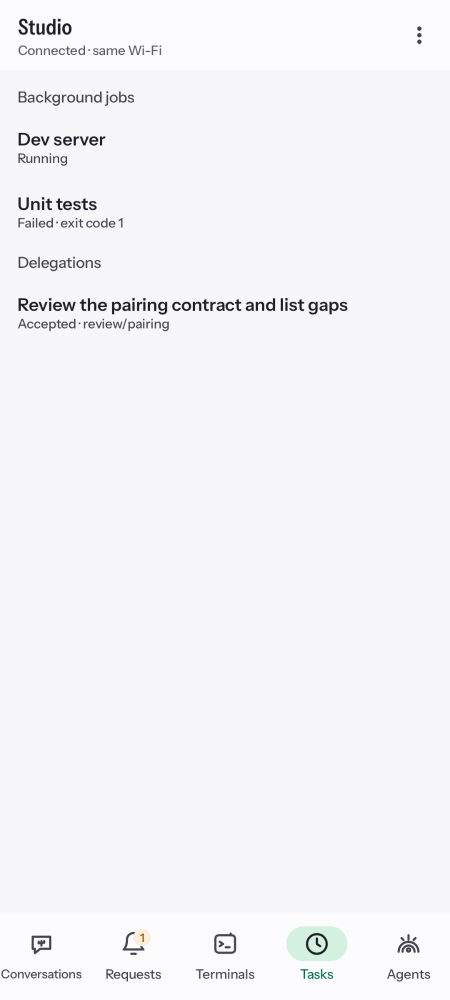 Studio
Connected · same Wi-Fi
Background jobs
Dev server
Running
Unit tests
Failed · exit code 1
Delegations
Review the pairing contract and list gaps
Accepted · review/pairing
1
Conversations
Requests
Terminals
Tasks
Agents